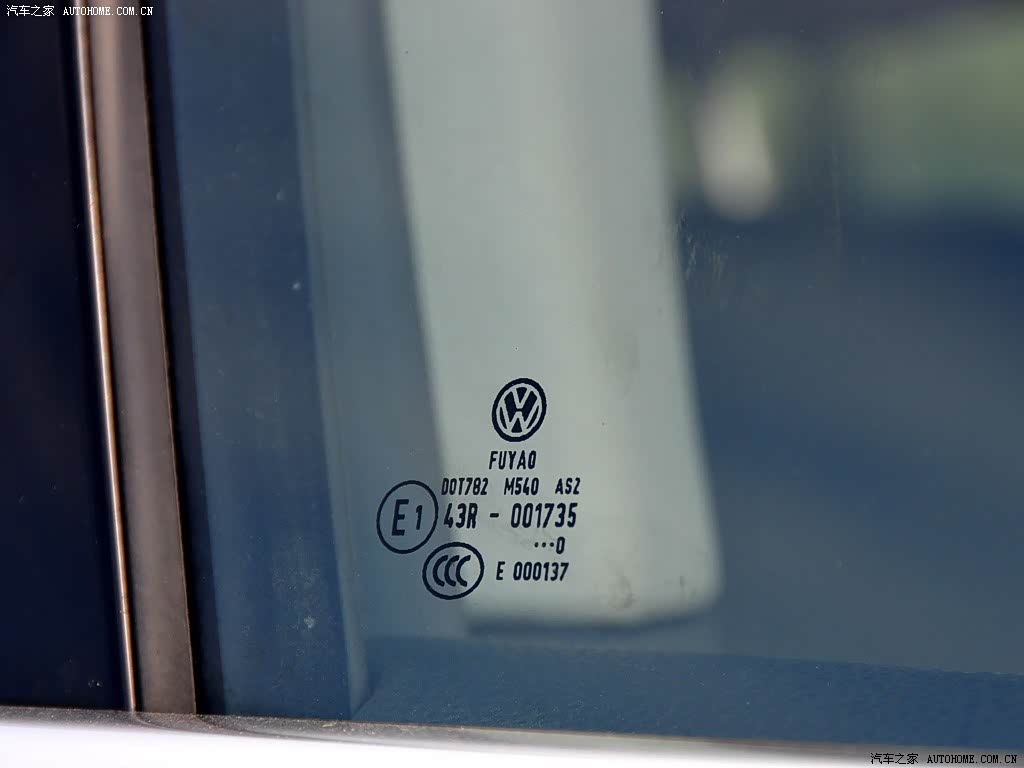 汽车之家 AUTOHOME.COM.CN
VW
FUYAO
DOT782 M540 AS2
E1 43R - 001735
···0
CCC E 000137
汽车之家 AUTOHOME.COM.CN